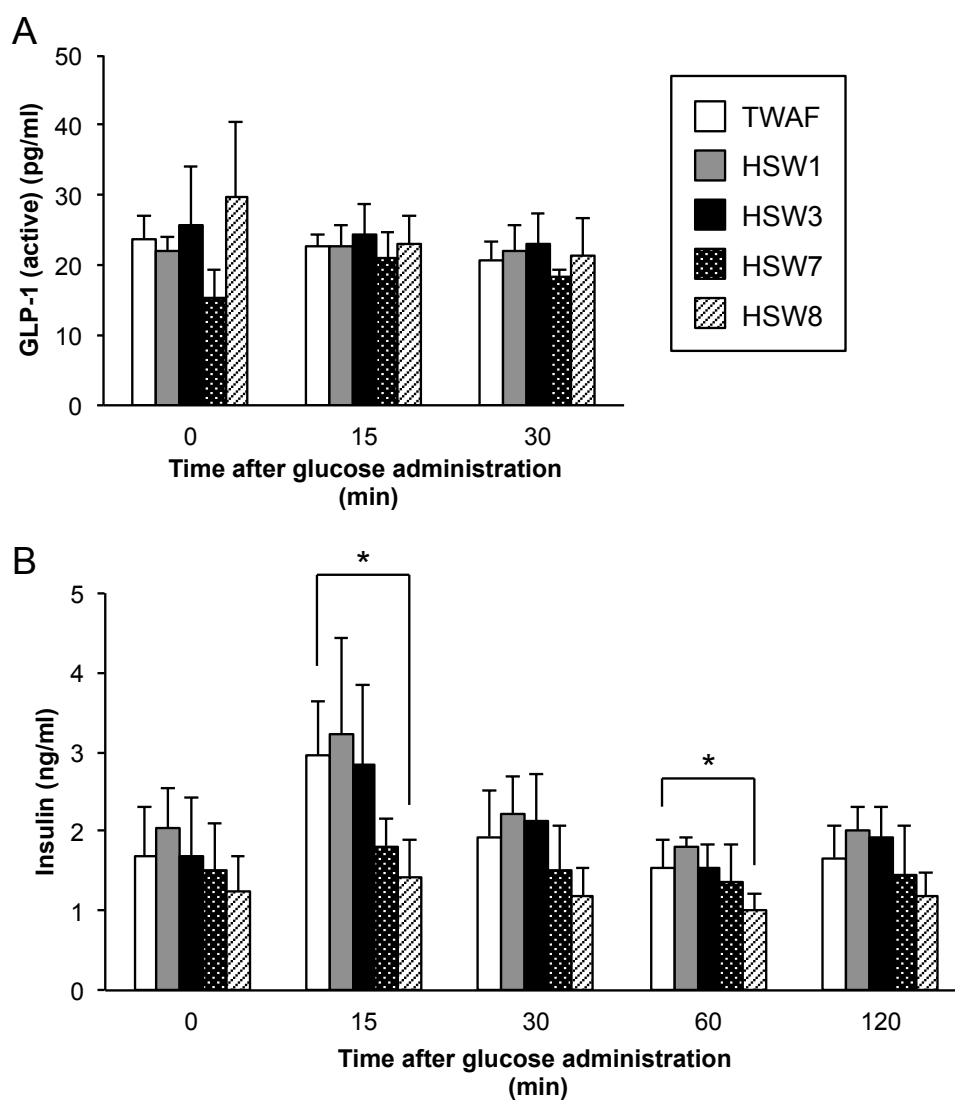 A
50
40
30
20
10
0
GLP-1 (active) (pg/ml)
0 15 30
Time after glucose administration
(min)
TWAF
HSW1
HSW3
HSW7
HSW8
B
*
*
5
4
3
2
1
0
Insulin (ng/ml)
0 15 30 60 120
Time after glucose administration
(min)